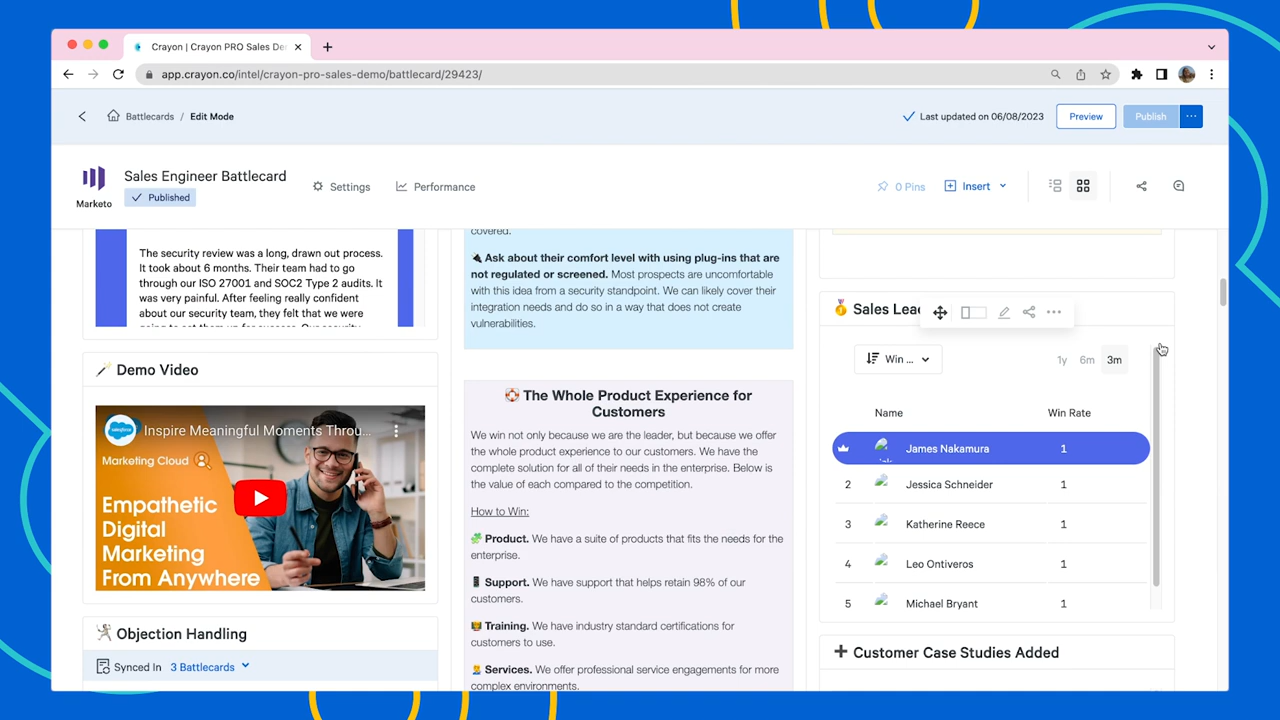 Crayon | Crayon PRO Sales De
app.crayon.co/intel/crayon-pro-sales-demo/battlecard/29423/
Battlecards / Edit Mode
Last updated on 06/08/2023
Preview
Publish
Marketo
Sales Engineer Battlecard
Published
Settings
Performance
0 Pins
Insert
The security review was a long, drawn out process.
It took about 6 months. Their team had to go
through our ISO 27001 and SOC2 Type 2 audits. It
was very painful. After feeling really confident
about our security team, they felt that we were
Demo Video
salesforce
Inspire Meaningful Moments Throu...
Marketing Cloud
Empathetic
Digital
Marketing
From Anywhere
Objection Handling
Synced In 3 Battlecards
covered.
Ask about their comfort level with using plug-ins that are
not regulated or screened. Most prospects are uncomfortable
with this idea from a security standpoint. We can likely cover their
integration needs and do so in a way that does not create
vulnerabilities.
The Whole Product Experience for
Customers
We win not only because we are the leader, but because we offer
the whole product experience to our customers. We have the
complete solution for all of their needs in the enterprise. Below is
the value of each compared to the competition.
How to Win:
Product. We have a suite of products that fits the needs for the
enterprise.
Support. We have support that helps retain 98% of our
customers.
Training. We have industry standard certifications for
customers to use.
Services. We offer professional service engagements for more
complex environments.
Sales Lea
Win ...
1y 6m 3m
Name Win Rate
James Nakamura 1
2 Jessica Schneider 1
3 Katherine Reece 1
4 Leo Ontiveros 1
5 Michael Bryant 1
Customer Case Studies Added